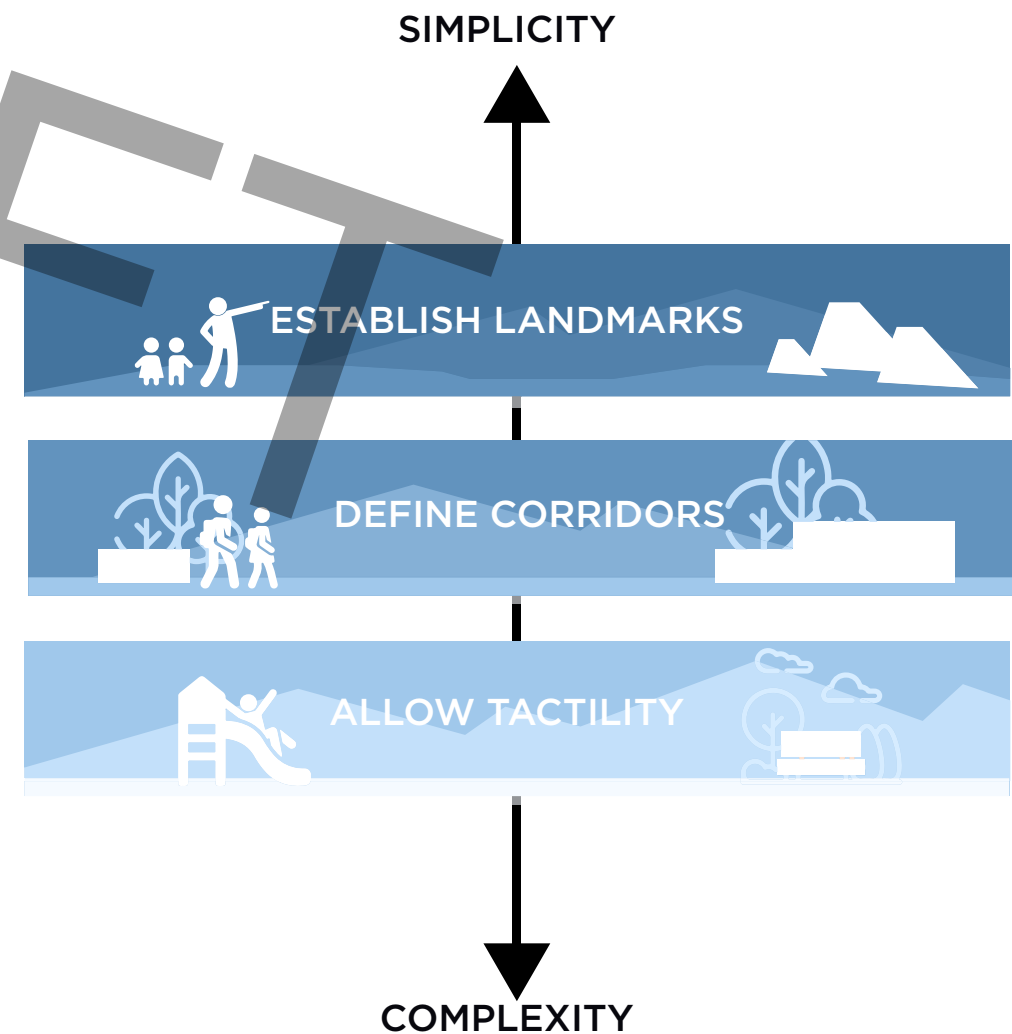 SIMPLICITY
ESTABLISH LANDMARKS
DEFINE CORRIDORS
ALLOW TACTILITY
COMPLEXITY